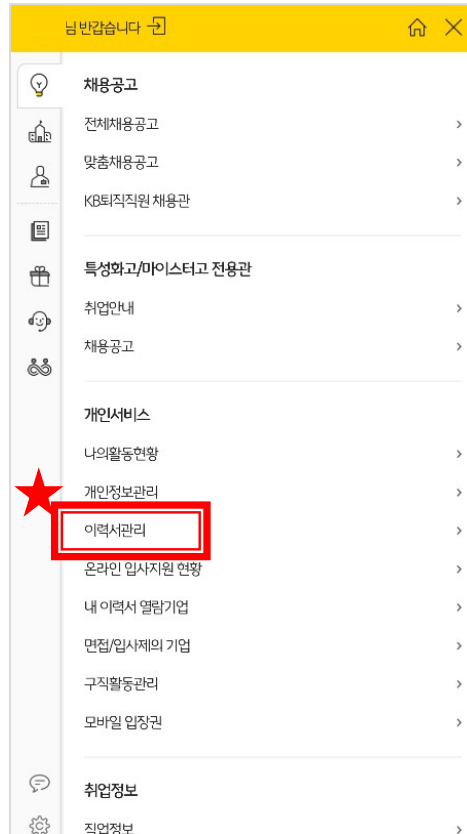 님 반갑습니다
채용공고
전체채용공고
맞춤채용공고
KB퇴직직원 채용관
특성화고/마이스터고 전용관
취업안내
채용공고
개인서비스
나의활동현황
개인정보관리
이력서관리
온라인 입사지원 현황
내 이력서 열람기업
면접/입사제의 기업
구직활동관리
모바일 입장권
취업정보
직업정보